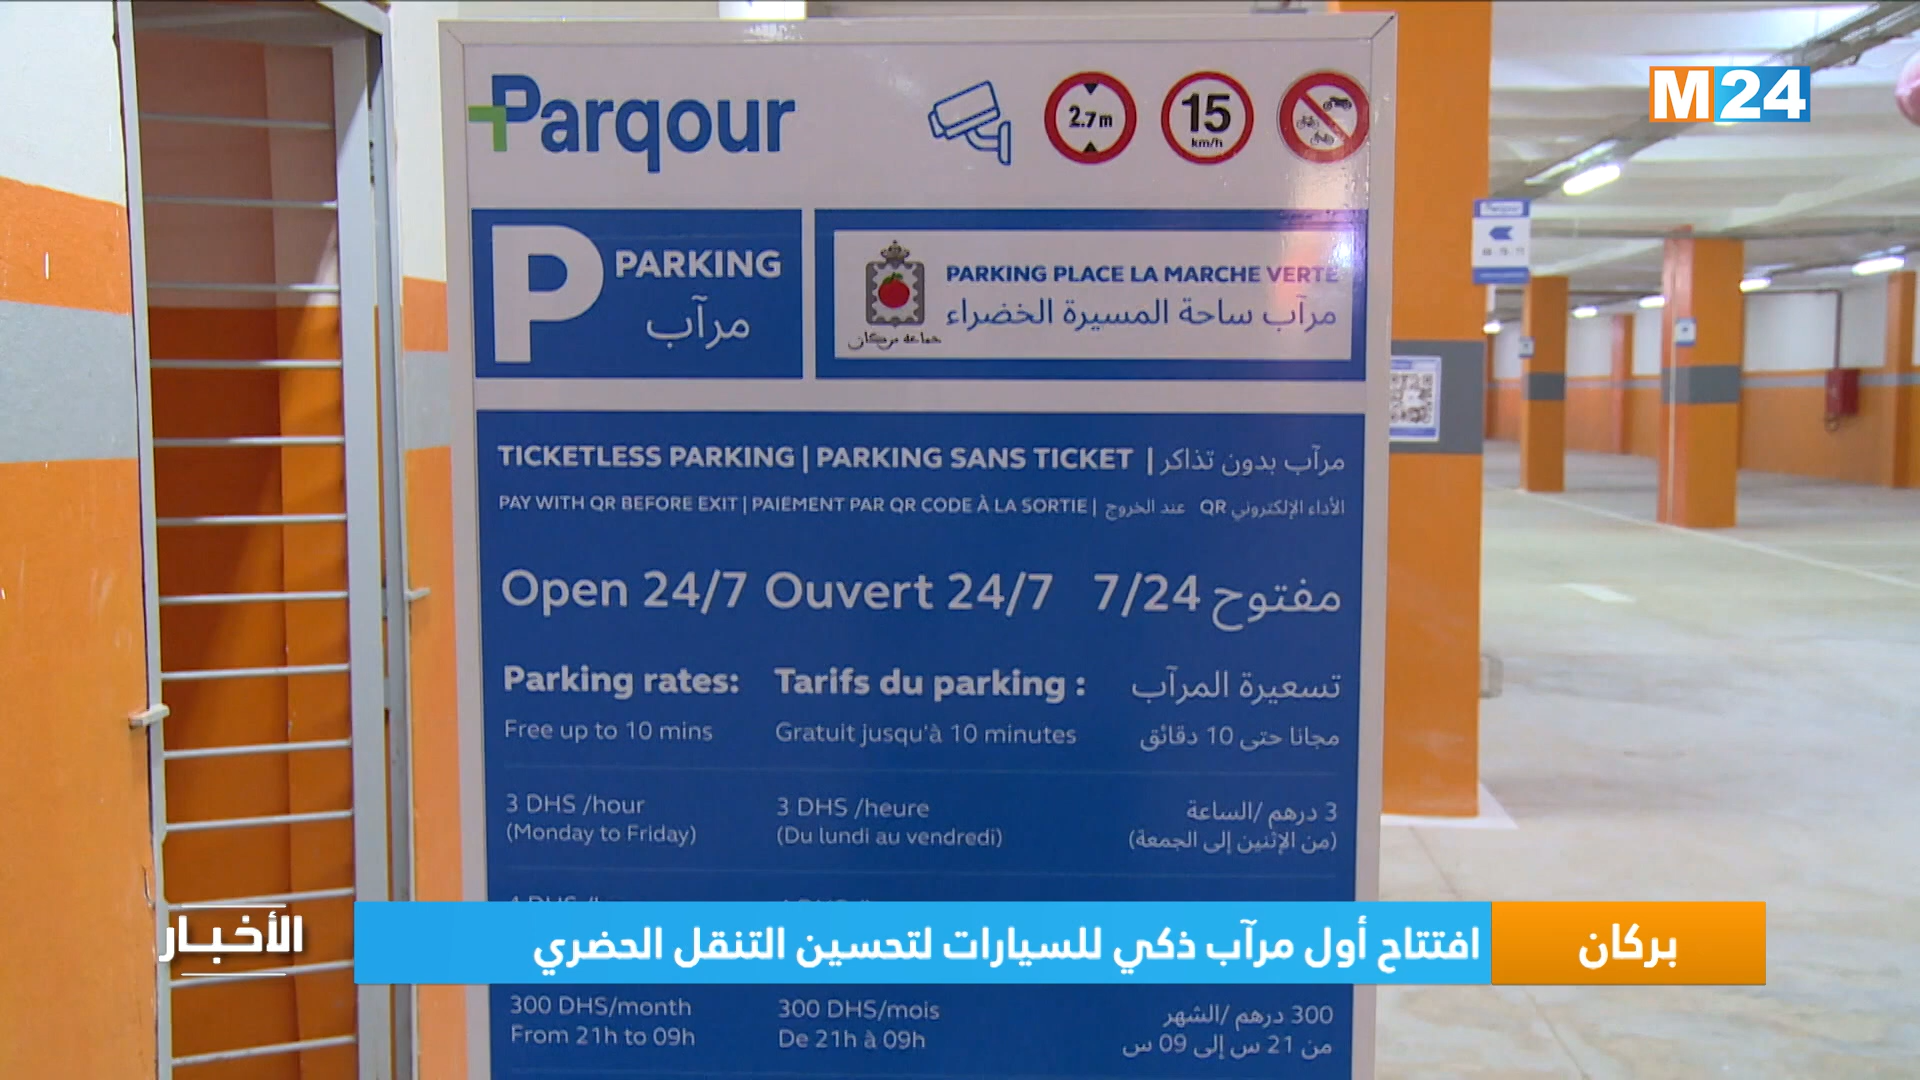 Parqour
2.7 m
15
km/h
M24
P PARKING
مرآب
PARKING PLACE LA MARCHE VERTE
مرآب ساحة المسيرة الخضراء
جماعة بركان
TICKETLESS PARKING | PARKING SANS TICKET | مرآب بدون تذاكر
PAY WITH QR BEFORE EXIT | PAIEMENT PAR QR CODE À LA SORTIE | الأداء الإلكتروني QR عند الخروج
Open 24/7 Ouvert 24/7 مفتوح 7/24
Parking rates: Tarifs du parking : تسعيرة المرآب
Free up to 10 mins Gratuit jusqu'à 10 minutes مجانا حتى 10 دقائق
3 DHS /hour 3 DHS /heure 3 درهم /الساعة
(Monday to Friday) (Du lundi au vendredi) (من الإثنين إلى الجمعة)
بركان
افتتاح أول مرآب ذكي للسيارات لتحسين التنقل الحضري
الأخبار
300 DHS/month 300 DHS/mois 300 درهم /الشهر
From 21h to 09h De 21h à 09h من 21 س إلى 09 س